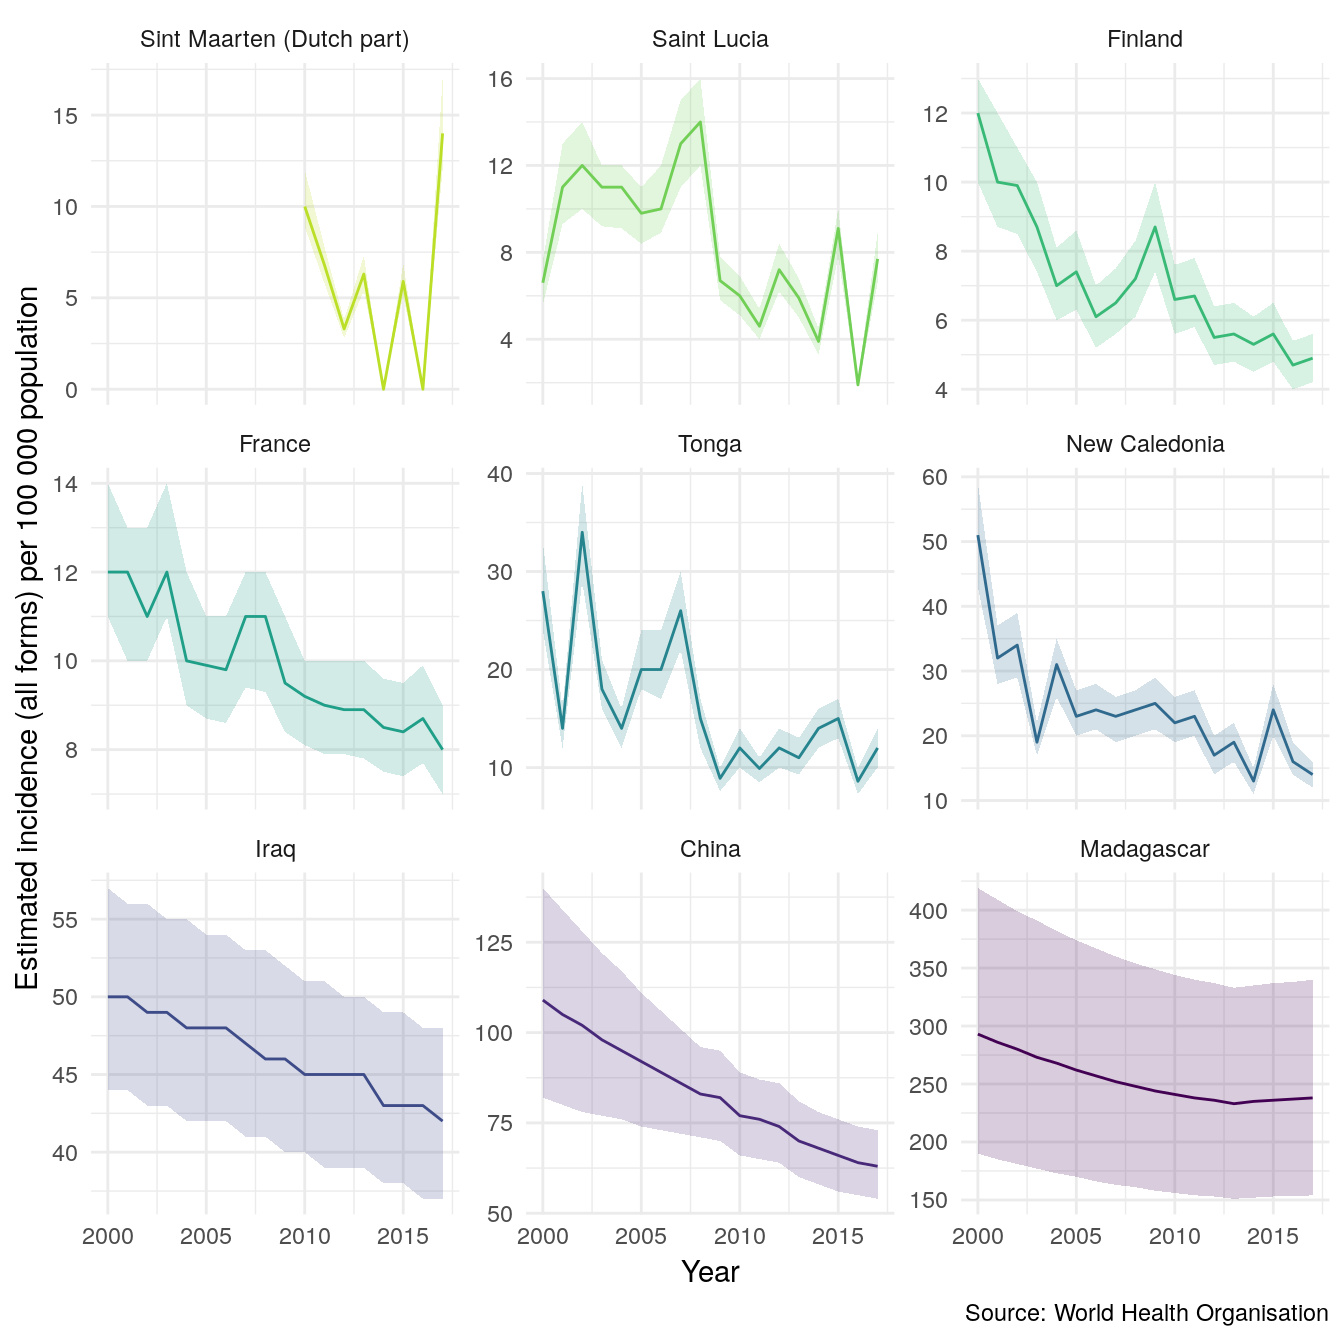 Sint Maarten (Dutch part)
Saint Lucia
Finland
15
10
5
0
16
12
8
4
12
10
8
6
4
France
Tonga
New Caledonia
14
12
10
8
40
30
20
10
60
50
40
30
20
10
Iraq
China
Madagascar
55
50
45
40
125
100
75
50
400
350
300
250
200
150
2000 2005 2010 2015
2000 2005 2010 2015
2000 2005 2010 2015
Estimated incidence (all forms) per 100 000 population
Year
Source: World Health Organisation